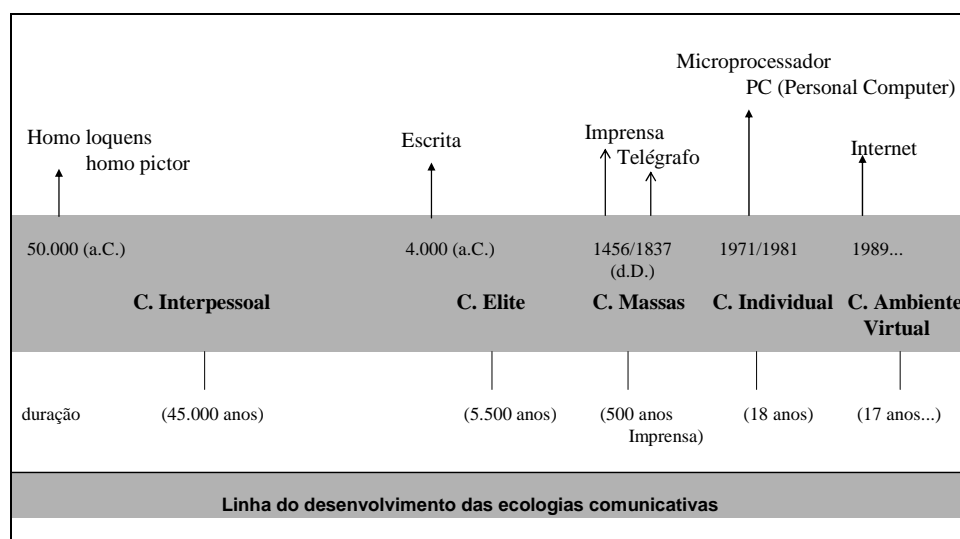 Microprocessador
PC (Personal Computer)
Homo loquens
homo pictor
Escrita
Imprensa
Telégrafo
Internet
50.000 (a.C.)
4.000 (a.C.)
1456/1837
(d.D.)
1971/1981
1989...
C. Interpessoal
C. Elite
C. Massas
C. Individual
C. Ambiente
Virtual
duração
(45.000 anos)
(5.500 anos)
(500 anos
Imprensa)
(18 anos)
(17 anos...)
Linha do desenvolvimento das ecologias comunicativas